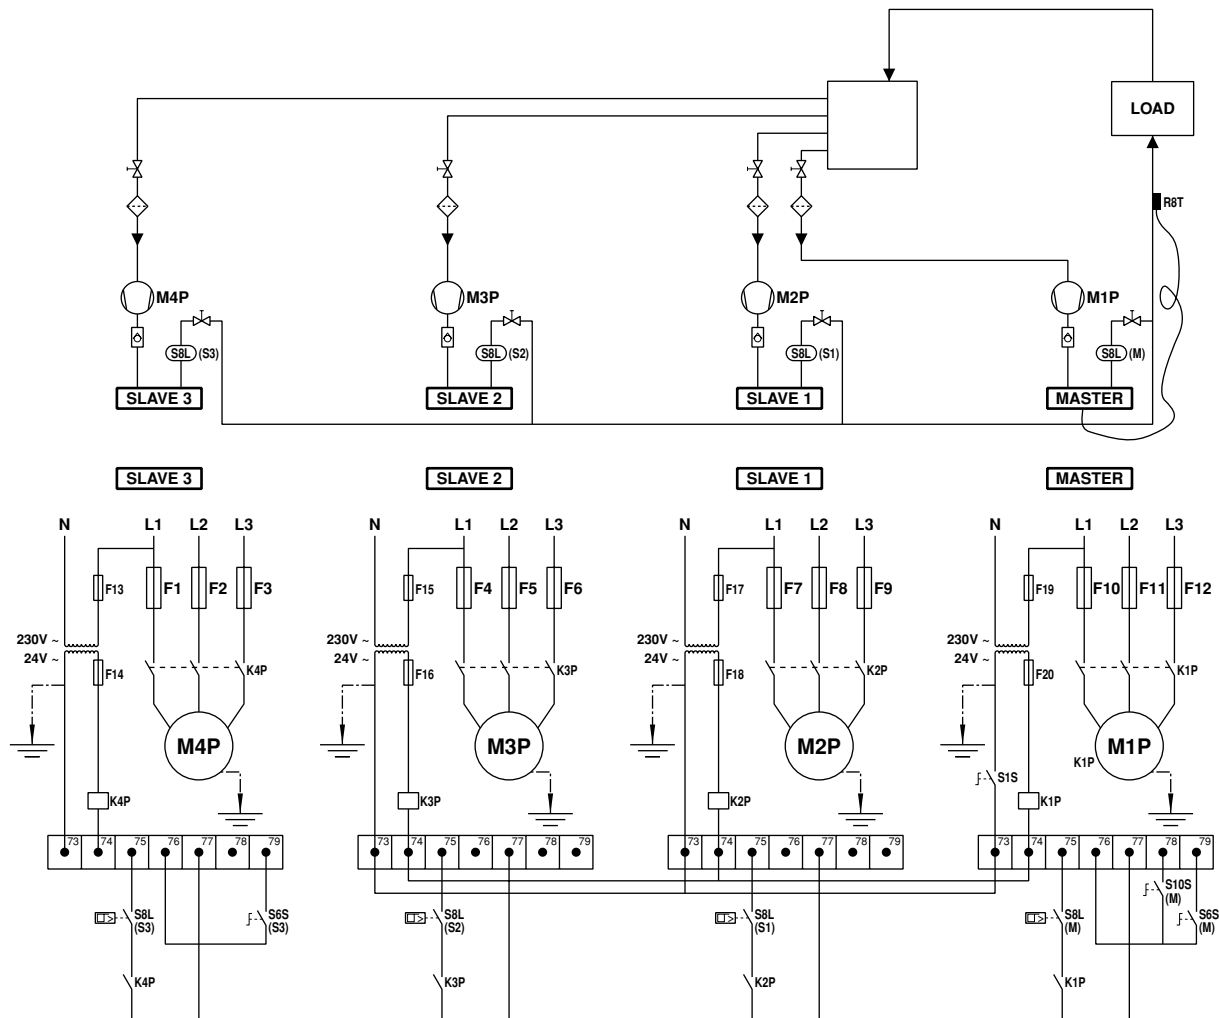 LOAD
R8T
M4P M3P M2P M1P
S8L (S3) S8L (S2) S8L (S1) S8L (M)
SLAVE 3 SLAVE 2 SLAVE 1 MASTER
SLAVE 3 SLAVE 2 SLAVE 1 MASTER
N L1 L2 L3 N L1 L2 L3 N L1 L2 L3 N L1 L2 L3
F13 F1 F2 F3 F15 F4 F5 F6 F17 F7 F8 F9 F19 F10 F11 F12
230V ~ 230V ~ 230V ~ 230V ~
24V ~ 24V ~ 24V ~ 24V ~
F14 K4P F16 K3P F18 K2P F20 K1P
M4P M3P M2P M1P
K1P
S1S
K4P K3P K2P K1P
73 74 75 76 77 78 79 73 74 75 76 77 78 79 73 74 75 76 77 78 79 73 74 75 76 77 78 79
S10S
(M)
S8L S6S S8L S8L S8L S6S
(S3) (S3) (S2) (S1) (M) (M)
K4P K3P K2P K1P